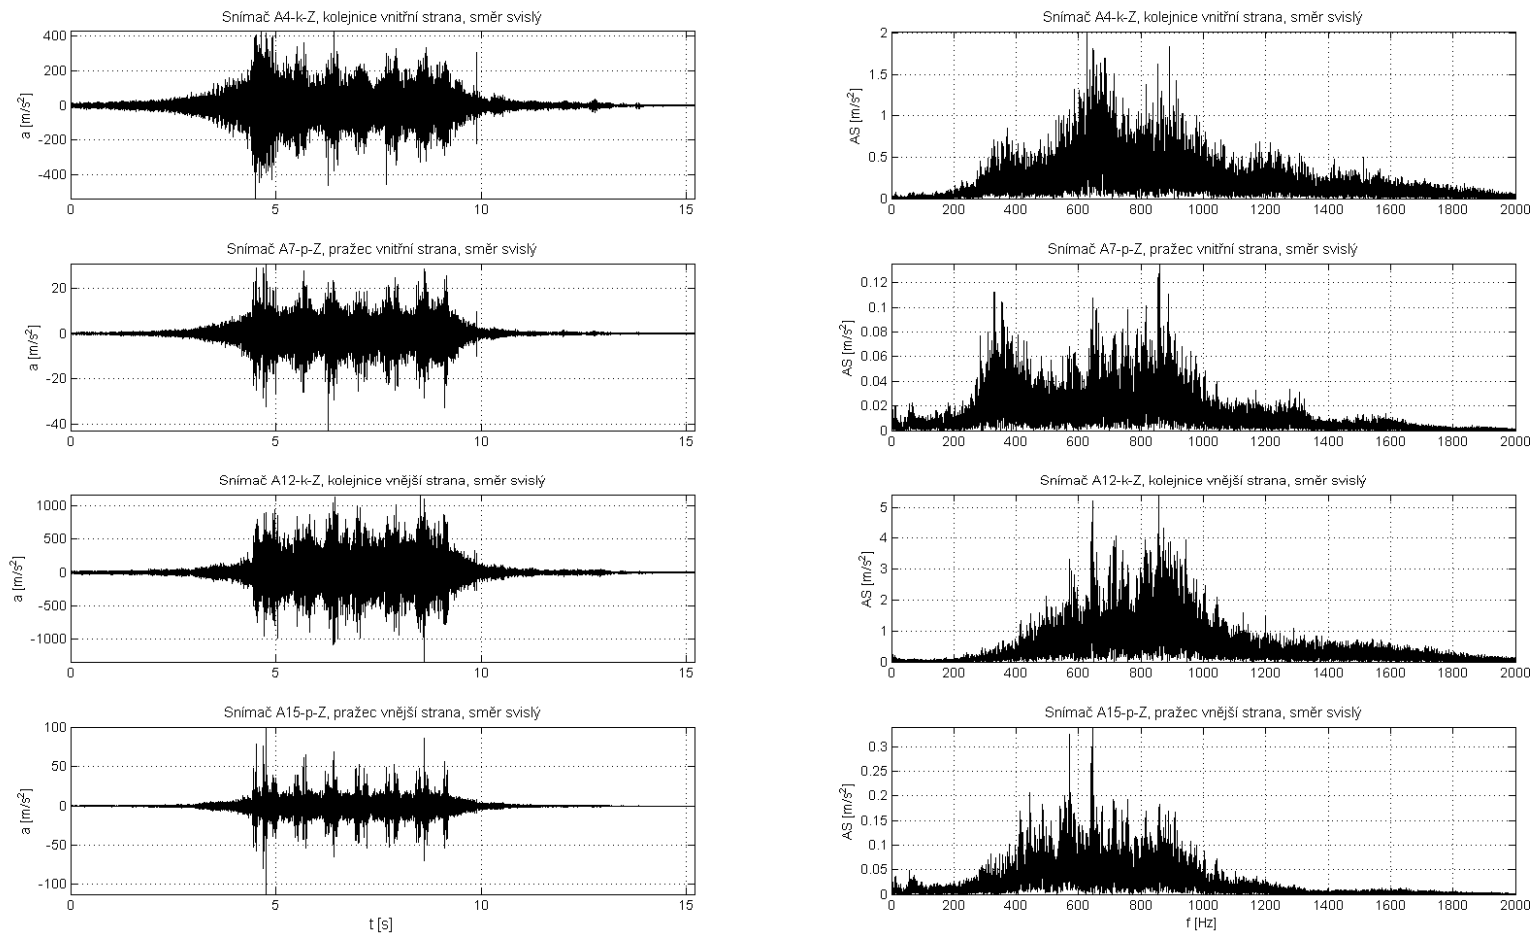 Snímač A4-k-Z, kolejnice vnitřní strana, směr svislý
400
200
0
-200
-400
a [m/s²]
0 5 10 15
Snímač A4-k-Z, kolejnice vnitřní strana, směr svislý
2
1.5
1
0.5
0
AS [m/s²]
0 200 400 600 800 1000 1200 1400 1600 1800 2000
Snímač A7-p-Z, pražec vnitřní strana, směr svislý
20
0
-20
-40
a [m/s²]
0 5 10 15
Snímač A7-p-Z, pražec vnitřní strana, směr svislý
0.12
0.1
0.08
0.06
0.04
0.02
0
AS [m/s²]
0 200 400 600 800 1000 1200 1400 1600 1800 2000
Snímač A12-k-Z, kolejnice vnější strana, směr svislý
1000
500
0
-500
-1000
a [m/s²]
0 5 10 15
Snímač A12-k-Z, kolejnice vnější strana, směr svislý
5
4
3
2
1
0
AS [m/s²]
0 200 400 600 800 1000 1200 1400 1600 1800 2000
Snímač A15-p-Z, pražec vnější strana, směr svislý
100
50
0
-50
-100
a [m/s²]
0 5 10 15
t [s]
Snímač A15-p-Z, pražec vnější strana, směr svislý
0.3
0.25
0.2
0.15
0.1
0.05
0
AS [m/s²]
0 200 400 600 800 1000 1200 1400 1600 1800 2000
f [Hz]